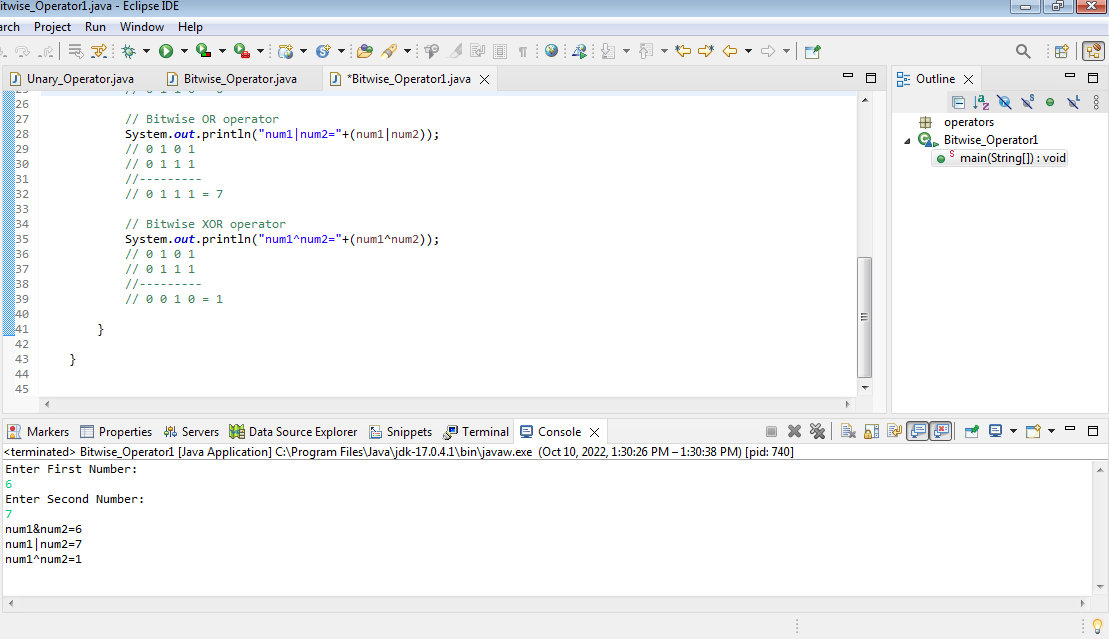 itwise_Operator1.java - Eclipse IDE
arch Project Run Window Help
Unary_Operator.java Bitwise_Operator.java *Bitwise_Operator1.java
Outline
operators
Bitwise_Operator1
S main(String[]) : void
26
27 // Bitwise OR operator
28 System.out.println("num1|num2="+(num1|num2));
29 // 0 1 0 1
30 // 0 1 1 1
31 //---------
32 // 0 1 1 1 = 7
33
34 // Bitwise XOR operator
35 System.out.println("num1^num2="+(num1^num2));
36 // 0 1 0 1
37 // 0 1 1 1
38 //---------
39 // 0 0 1 0 = 1
40
41 }
42
43 }
44
45
Markers Properties Servers Data Source Explorer Snippets Terminal Console
<terminated> Bitwise_Operator1 [Java Application] C:\Program Files\Java\jdk-17.0.4.1\bin\javaw.exe (Oct 10, 2022, 1:30:26 PM – 1:30:38 PM) [pid: 740]
Enter First Number:
6
Enter Second Number:
7
num1&num2=6
num1|num2=7
num1^num2=1